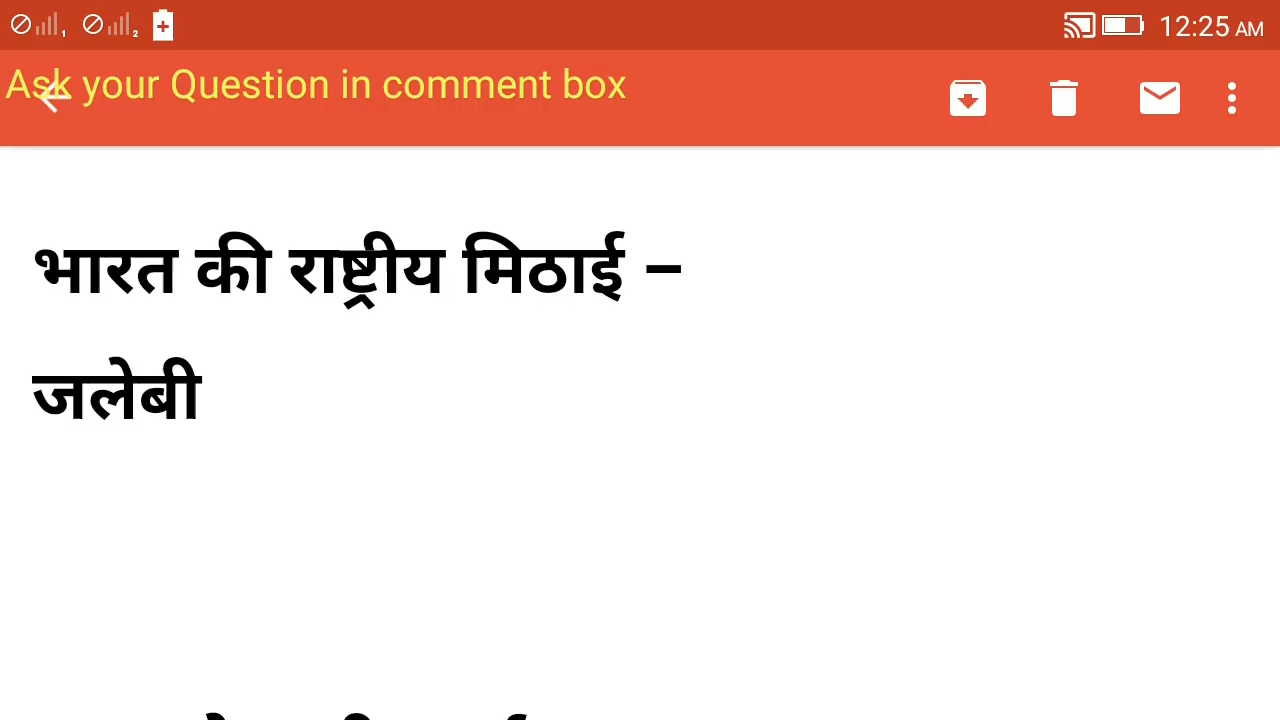 12:25 AM
Ask your Question in comment box
भारत की राष्ट्रीय मिठाई –
जलेबी